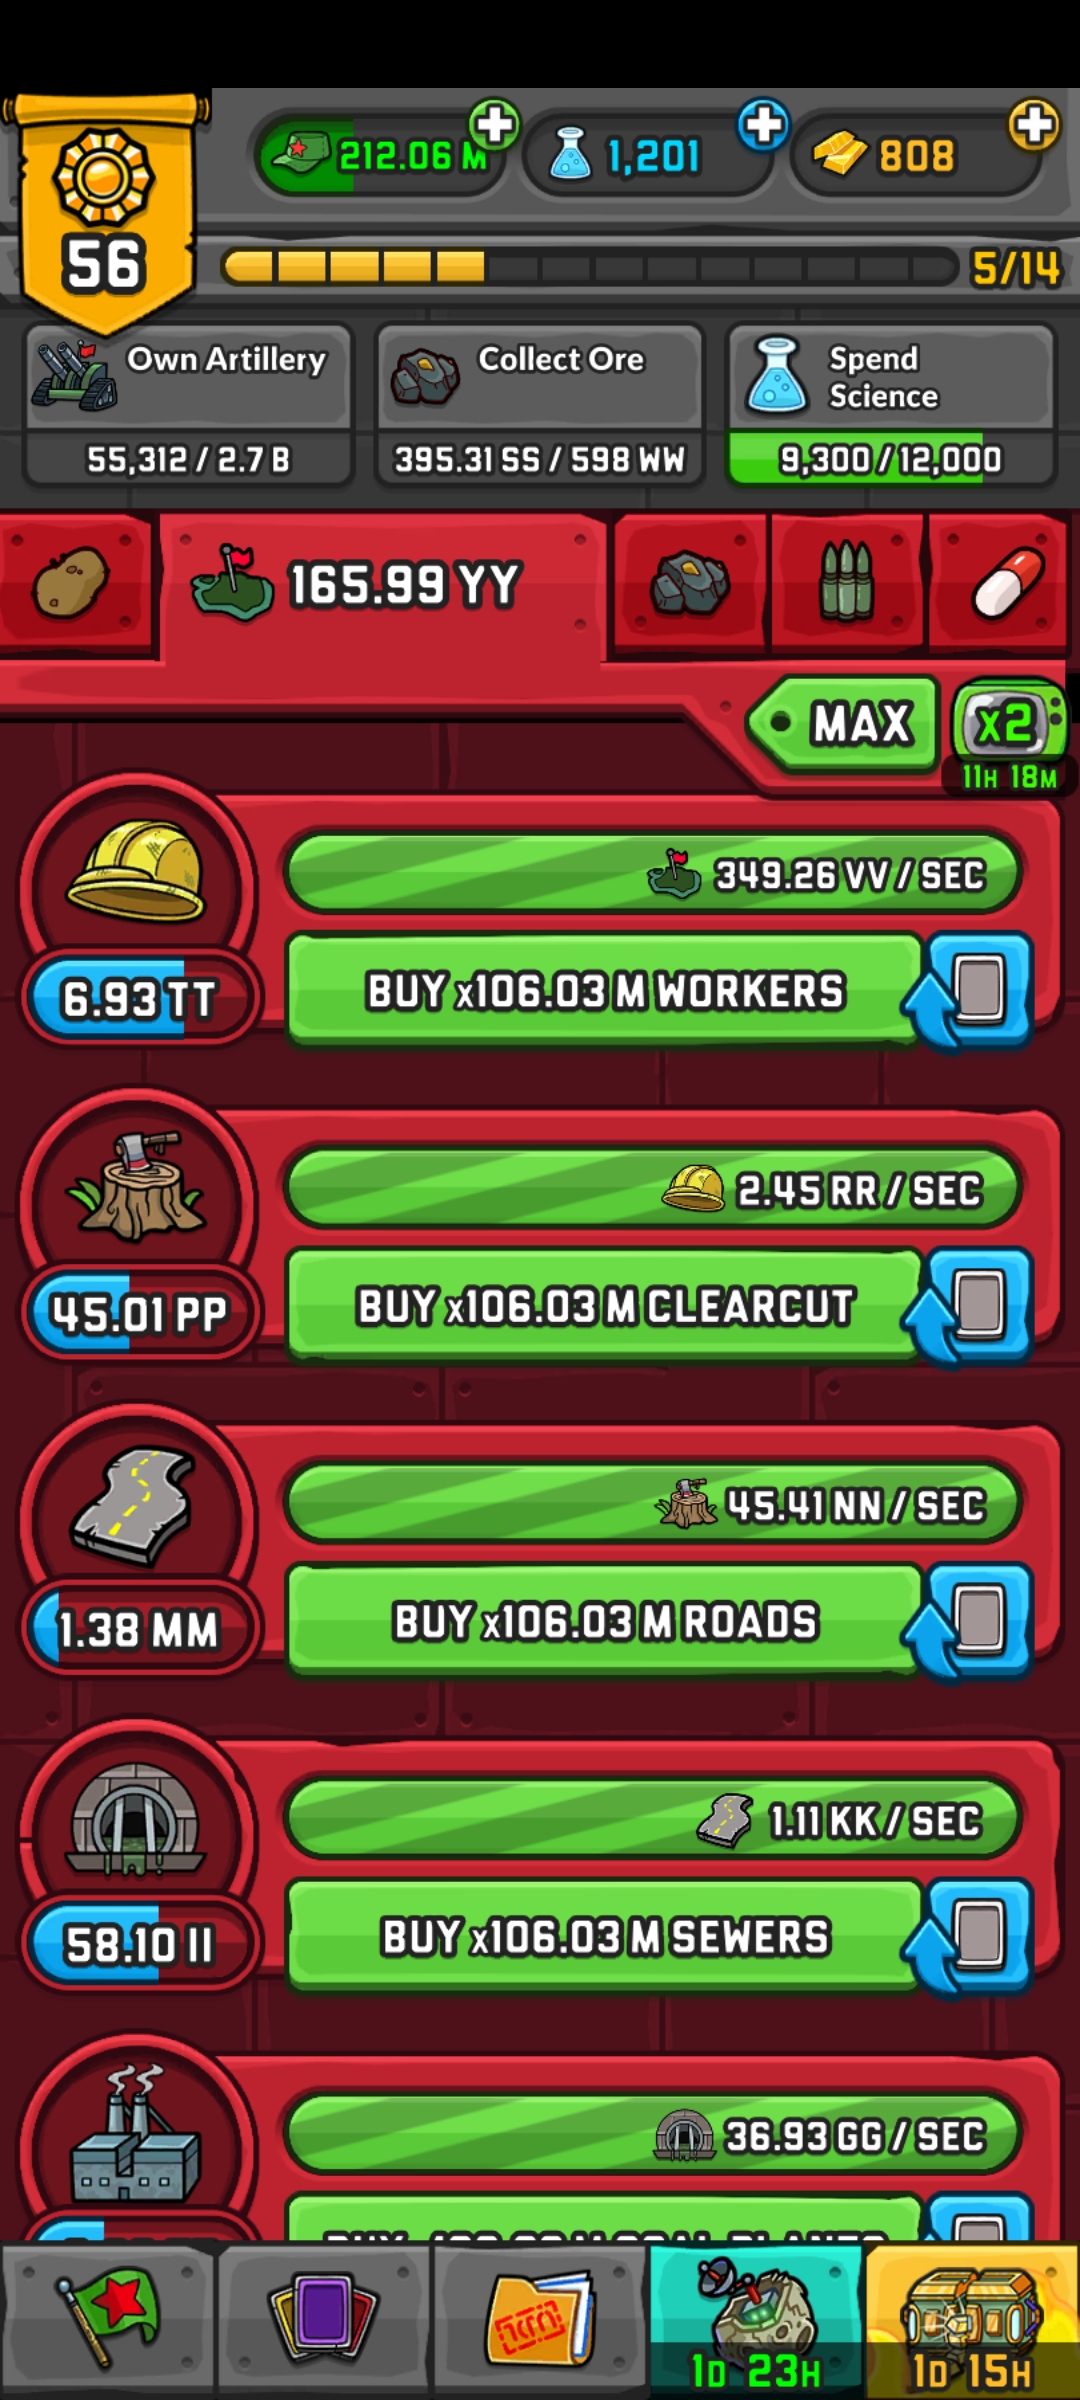 212.06 M
1,201
808
56
5/14
Own Artillery
55,312 / 2.7 B
Collect Ore
395.31 SS / 598 WW
Spend
Science
9,300 / 12,000
165.99 YY
MAX
x2
11H 18M
349.26 VV / SEC
6.93 TT
BUY x106.03 M WORKERS
2.45 RR / SEC
45.01 PP
BUY x106.03 M CLEARCUT
45.41 NN / SEC
1.38 MM
BUY x106.03 M ROADS
1.11 KK / SEC
58.10 II
BUY x106.03 M SEWERS
36.93 GG / SEC
1D 23H
1D 15H